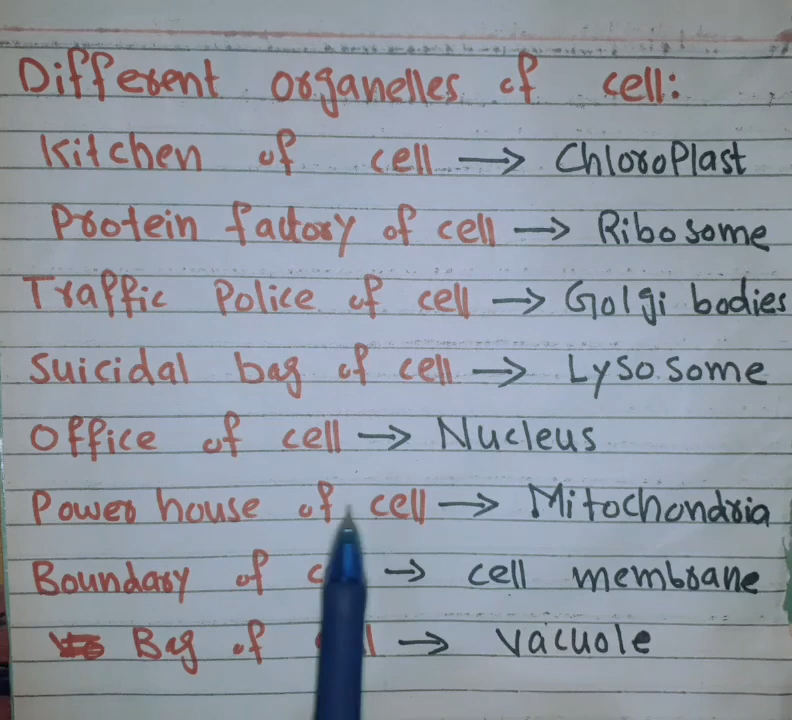 Different organelles of cell:
Kitchen of cell → ChloroPlast
Protein factory of cell → Ribosome
Traffic Police of cell → Golgi bodies
Suicidal bag of cell → Lysosome
Office of cell → Nucleus
Power house of cell → Mitochondria
Boundary of → cell membrane
Bag of → Vacuole